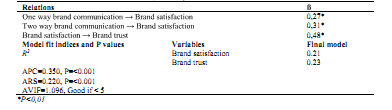 Relations ß
One way brand communication → Brand satisfaction 0,27*
Two way brand communication → Brand satisfaction 0,31*
Brand satisfaction → Brand trust 0,48*
Model fit indices and P values Variables Final model
R² Brand satisfaction 0.21
Brand trust 0.23
APC=0.350, P=<0.001
ARS=0.220, P=<0.001
AVIF=1.096, Good if < 5
*P<0,01